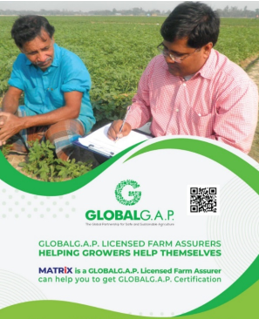 GLOBALG.A.P.
The Global Partnership for Safe and Sustainable Agriculture
GLOBALG.A.P. LICENSED FARM ASSURERS
HELPING GROWERS HELP THEMSELVES
MATRiX is a GLOBALG.A.P. Licensed Farm Assurer
can help you to get GLOBALG.A.P. Certification